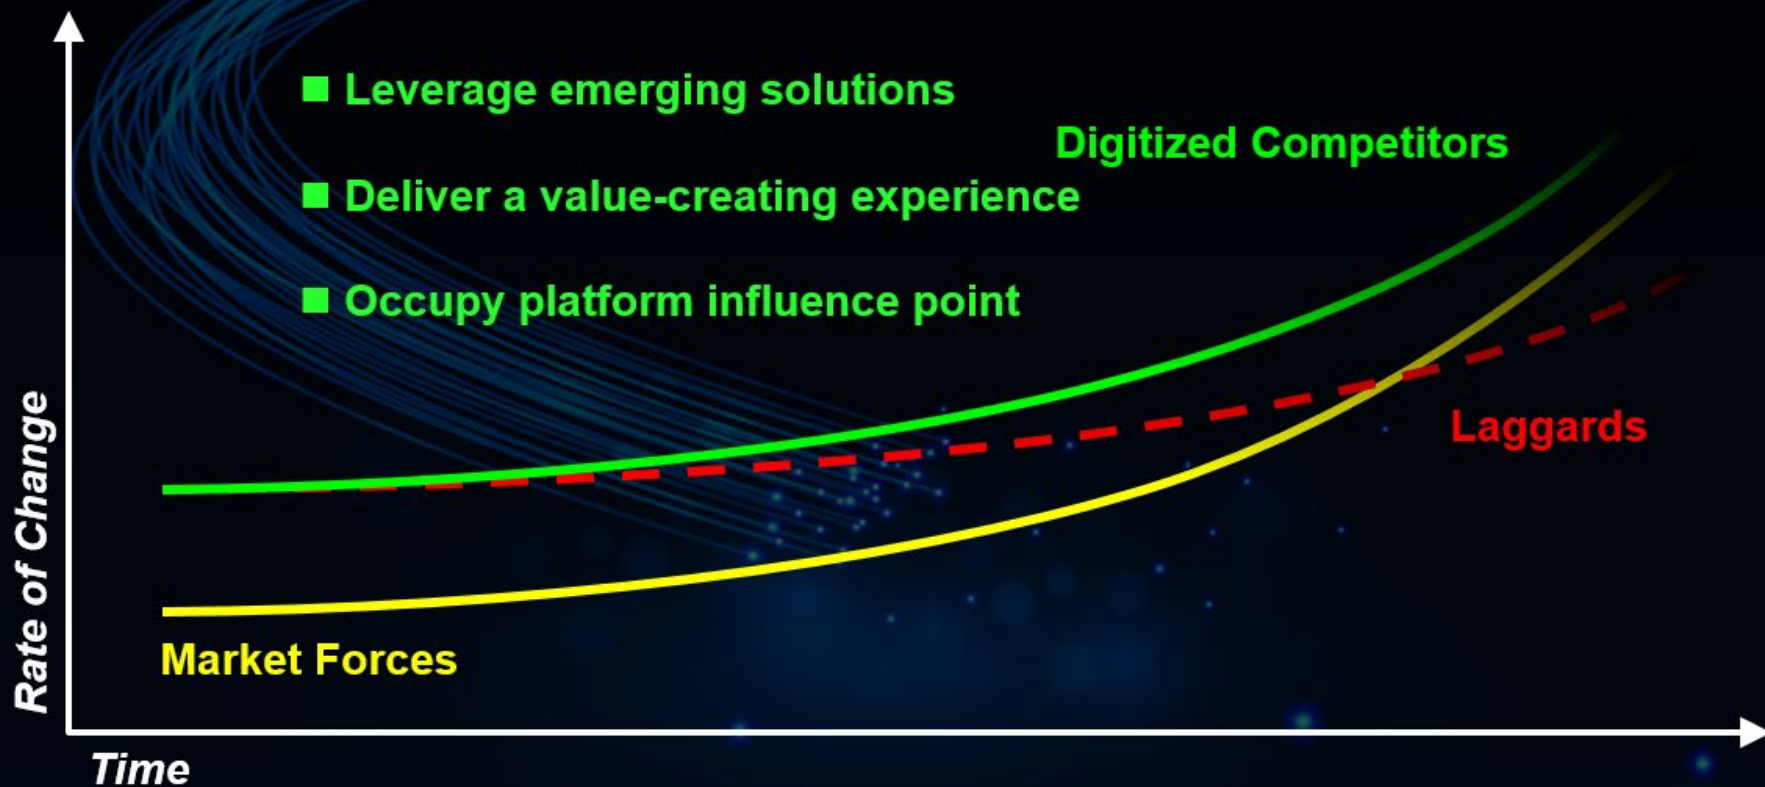 Leverage emerging solutions
Digitized Competitors
Deliver a value-creating experience
Occupy platform influence point
Laggards
Rate of Change
Market Forces
Time